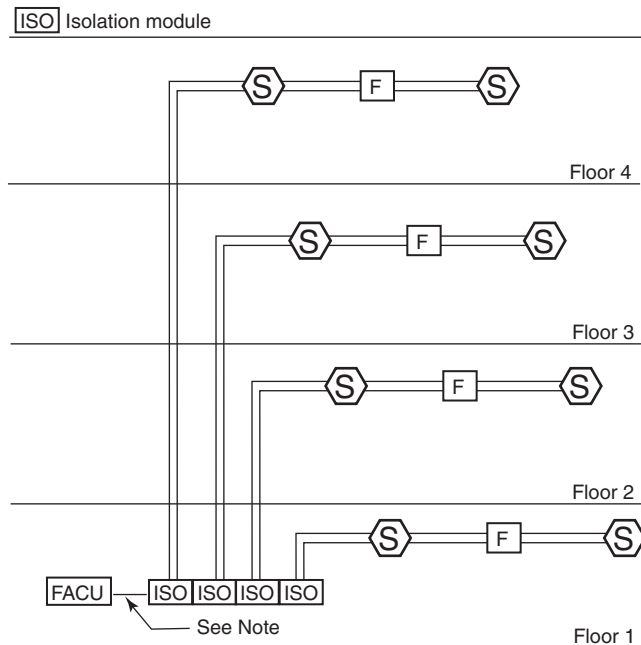 ISO Isolation module
S F S
Floor 4
S F S
Floor 3
S F S
Floor 2
S F S
FACU ISO ISO ISO ISO
See Note
Floor 1